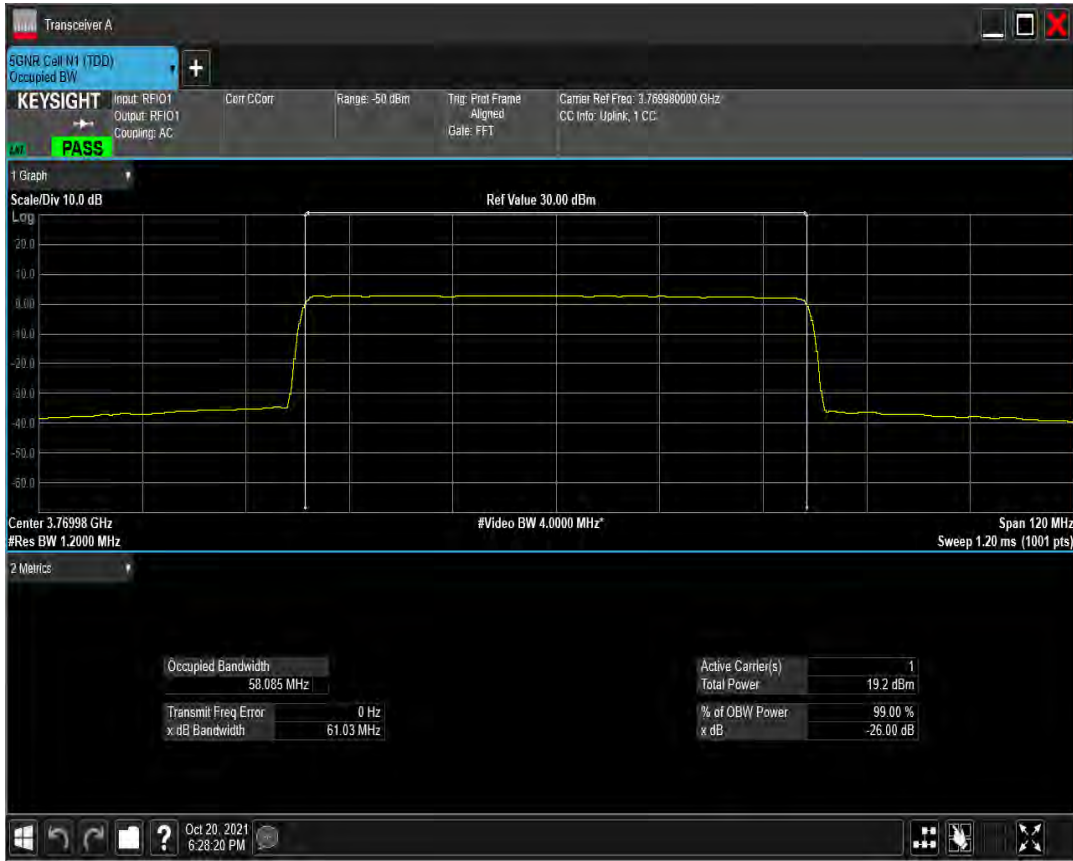 Transceiver A
5GNR Cell N1 (TDD)
Occupied BW
+
KEYSIGHT
Input: RFIO1
Output: RFIO1
Coupling: AC
PASS
Corr CCorr
Range: -50 dBm
Trig: Prot Frame
Aligned
Gate: FFT
Carrier Ref Freq: 3.769980000 GHz
CC Info: Uplink, 1 CC
1 Graph
Scale/Div 10.0 dB
Ref Value 30.00 dBm
Log
20.0
10.0
0.00
-10.0
-20.0
-30.0
-40.0
-50.0
-60.0
Center 3.76998 GHz
#Video BW 4.0000 MHz*
Span 120 MHz
#Res BW 1.2000 MHz
Sweep 1.20 ms (1001 pts)
2 Metrics
Occupied Bandwidth
58.085 MHz
Transmit Freq Error 0 Hz
x dB Bandwidth 61.03 MHz
Active Carrier(s) 1
Total Power 19.2 dBm
% of OBW Power 99.00 %
x dB -26.00 dB
?
Oct 20, 2021
6:28:20 PM